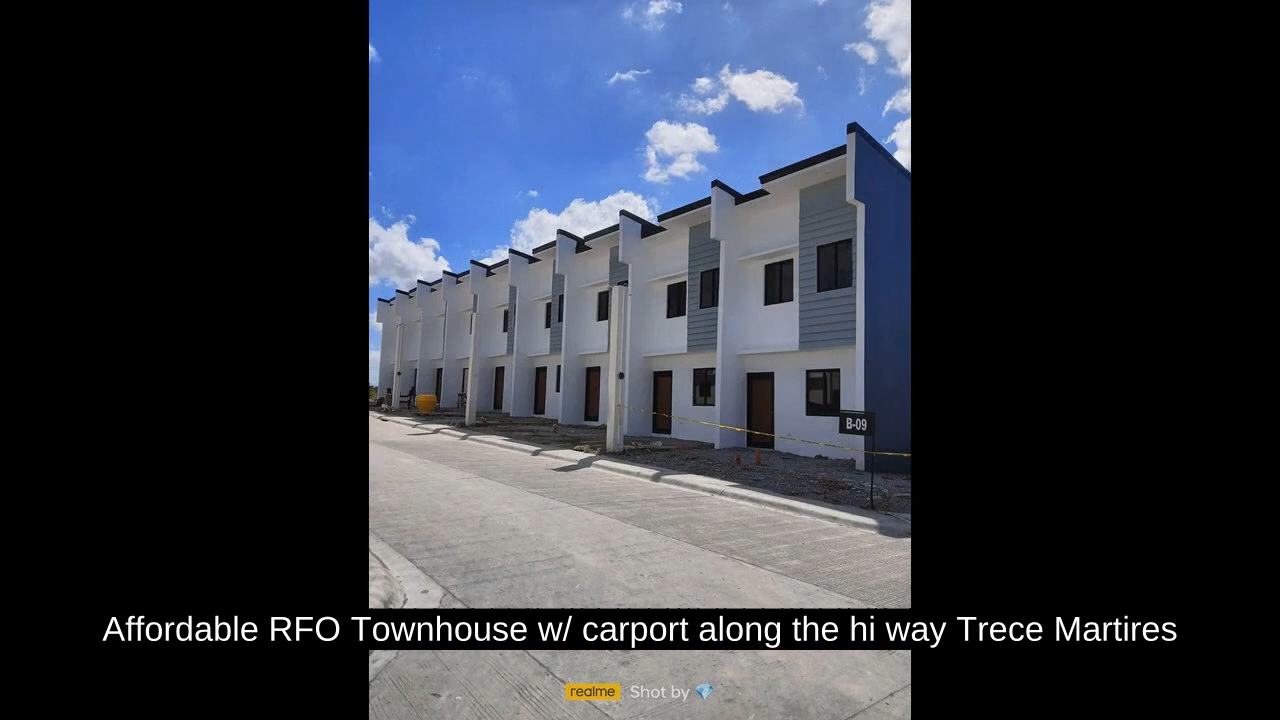 B-09
Affordable RFO Townhouse w/ carport along the hi way Trece Martires
realme Shot by 💎